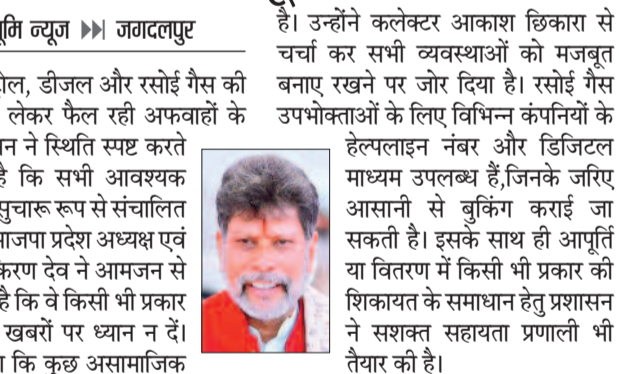 न्यूज ▸▸| जगदलपुर
डीजल और रसोई गैस की
लेकर फैल रही अफवाहों के
ने स्थिति स्पष्ट करते
है कि सभी आवश्यक
सुचारू रूप से संचालित
भाजपा प्रदेश अध्यक्ष एवं
किरण देव ने आमजन से
है कि वे किसी भी प्रकार
खबरों पर ध्यान न दें।
कि कुछ असामाजिक
है। उन्होंने कलेक्टर आकाश छिकारा से
चर्चा कर सभी व्यवस्थाओं को मजबूत
बनाए रखने पर जोर दिया है। रसोई गैस
उपभोक्ताओं के लिए विभिन्न कंपनियों के
हेल्पलाइन नंबर और डिजिटल
माध्यम उपलब्ध हैं,जिनके जरिए
आसानी से बुकिंग कराई जा
सकती है। इसके साथ ही आपूर्ति
या वितरण में किसी भी प्रकार की
शिकायत के समाधान हेतु प्रशासन
ने सशक्त सहायता प्रणाली भी
तैयार की है।